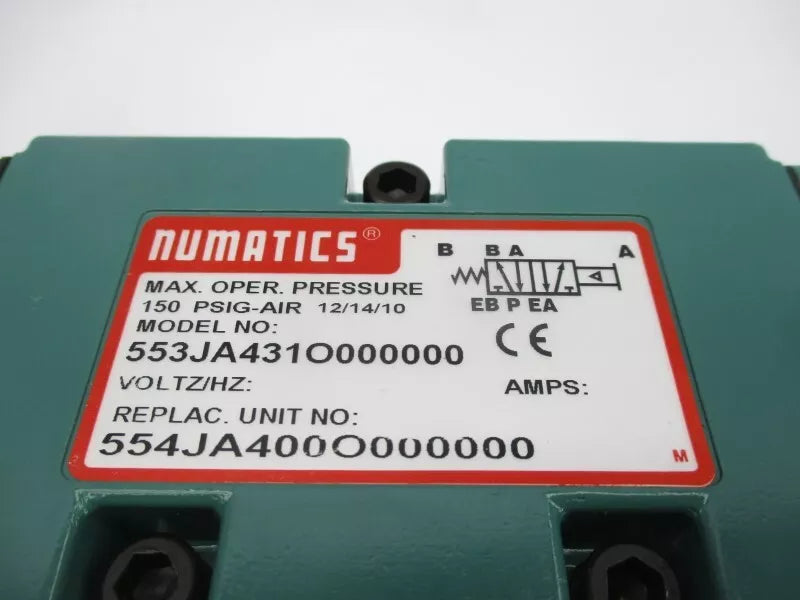 NUMATICS®
B B A A
MAX. OPER. PRESSURE
150 PSIG-AIR 12/14/10
EB P EA
MODEL NO:
553JA431O000000
CE
VOLTZ/HZ: AMPS:
REPLAC. UNIT NO:
554JA400O000000
M